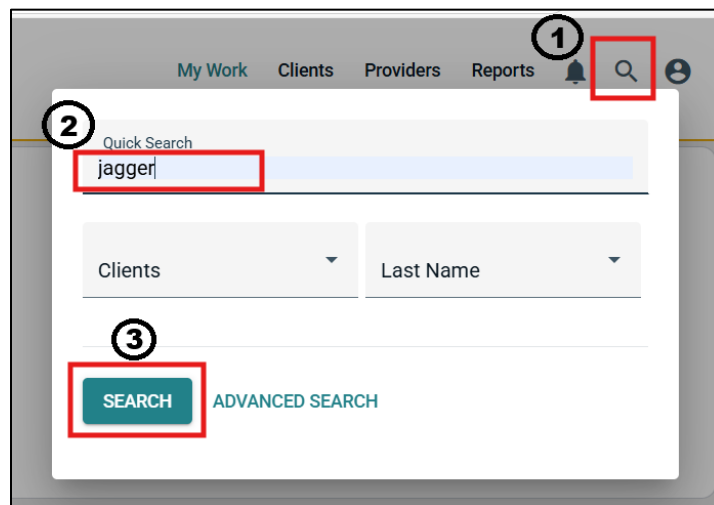 1
My Work Clients Providers Reports
2
Quick Search
jagger
Clients Last Name
3
SEARCH ADVANCED SEARCH